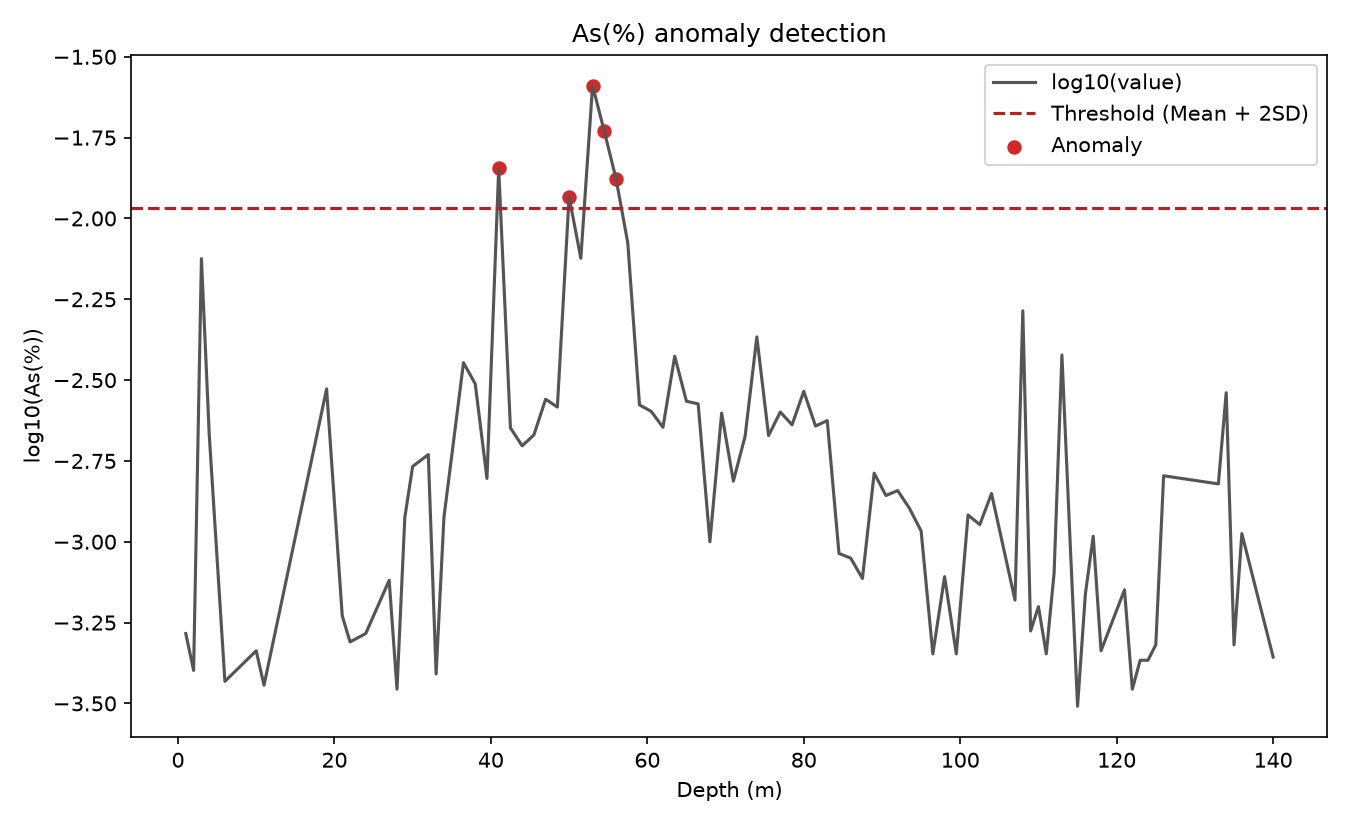 As(%) anomaly detection
log10(value)
Threshold (Mean + 2SD)
Anomaly
log10(As(%))
−1.50
−1.75
−2.00
−2.25
−2.50
−2.75
−3.00
−3.25
−3.50
0 20 40 60 80 100 120 140
Depth (m)